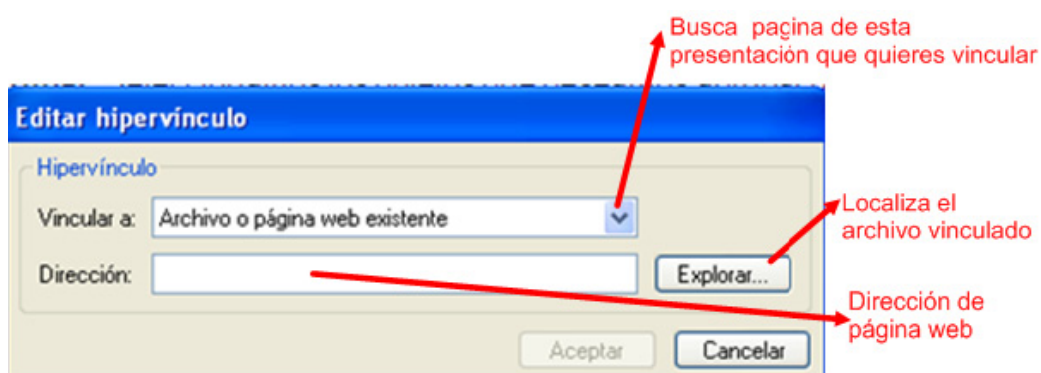 Busca pagina de esta
presentación que quieres vincular
Editar hipervínculo
Hipervínculo
Vincular a: Archivo o página web existente
Localiza el
archivo vinculado
Dirección: Explorar...
Dirección de
página web
Aceptar Cancelar